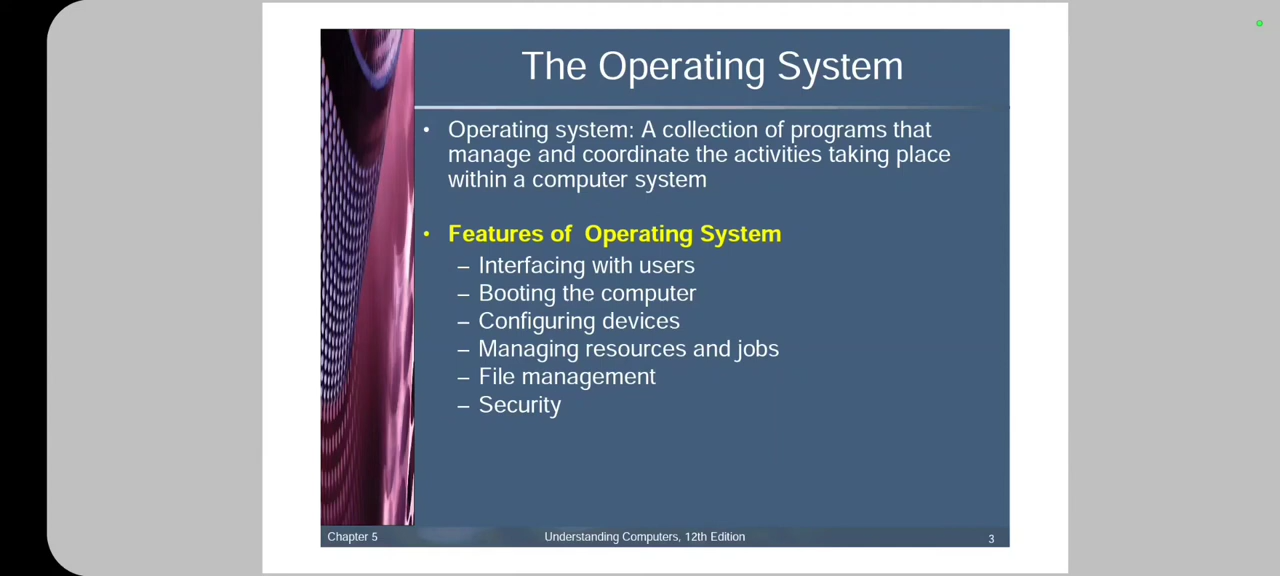 The Operating System
• Operating system: A collection of programs that
manage and coordinate the activities taking place
within a computer system
• Features of  Operating System
– Interfacing with users
– Booting the computer
– Configuring devices
– Managing resources and jobs
– File management
– Security
Chapter 5
Understanding Computers, 12th Edition
3